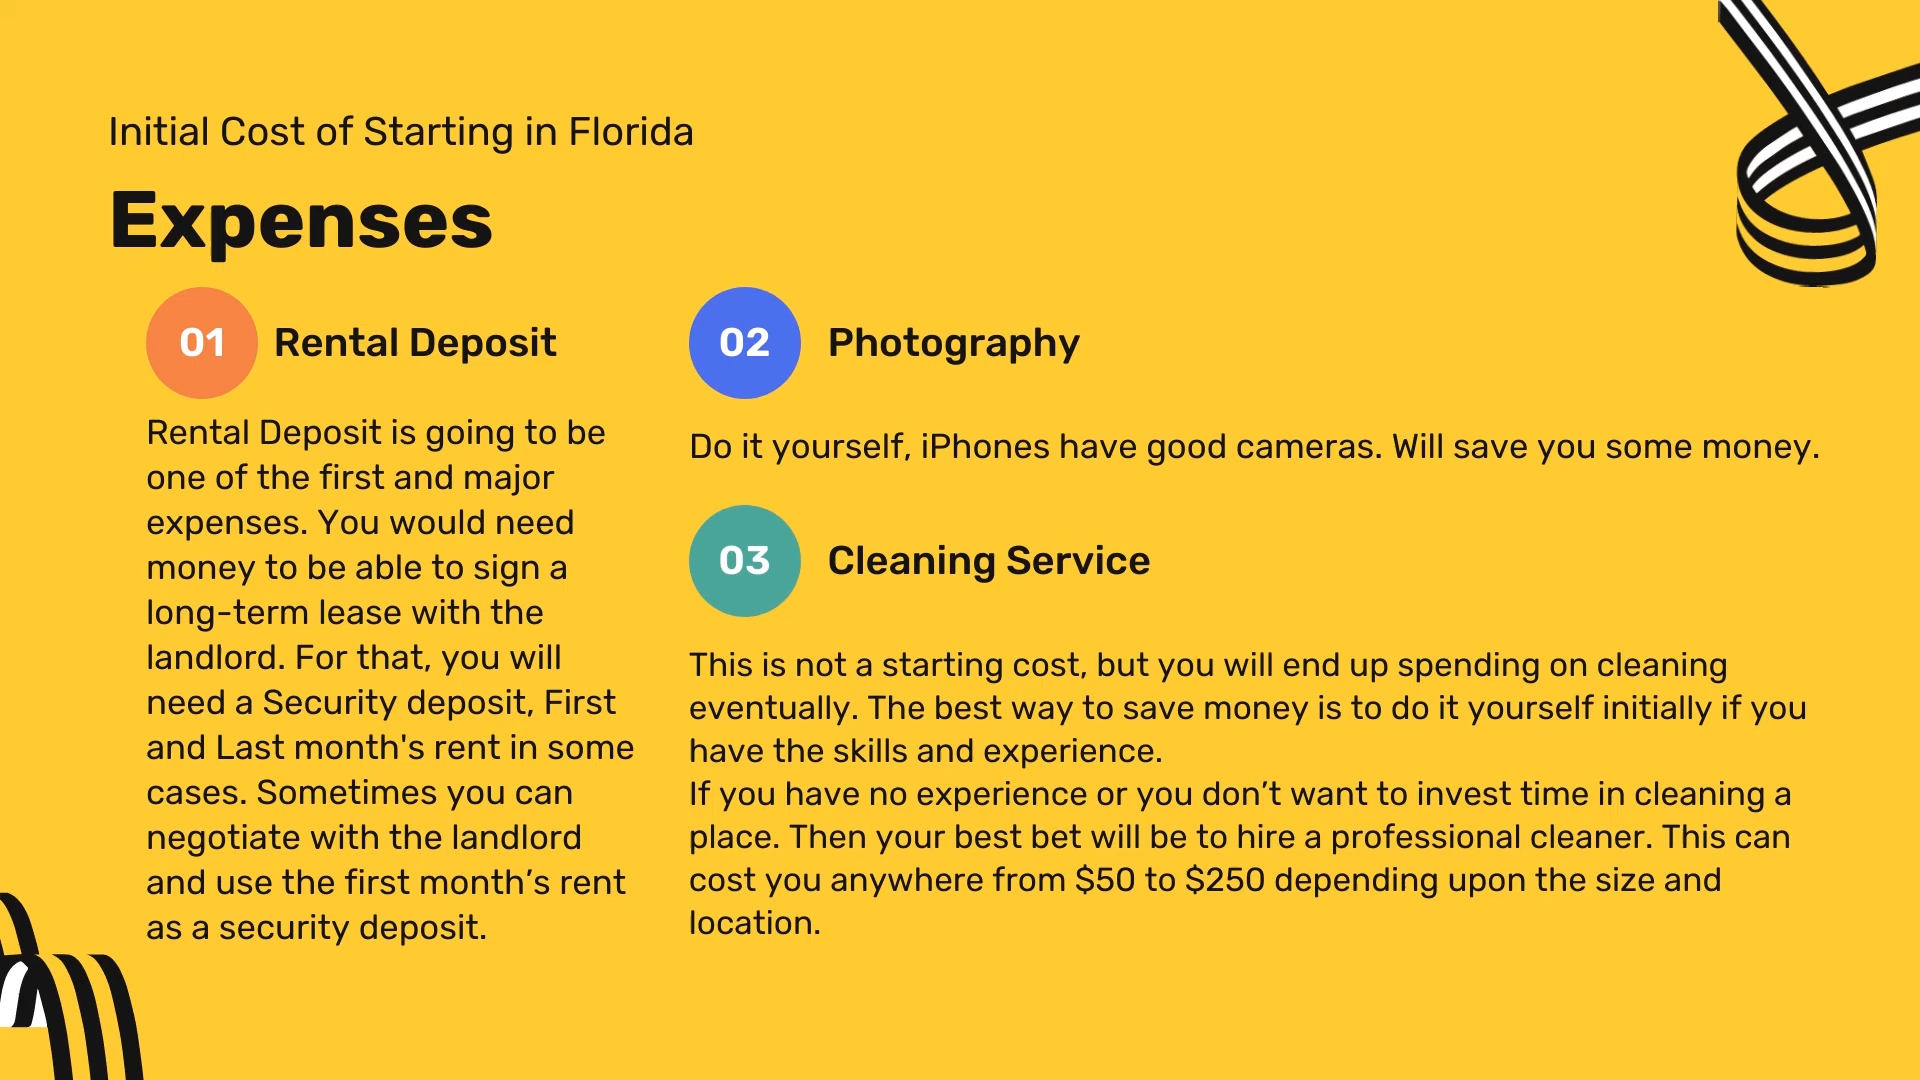 Initial Cost of Starting in Florida
Expenses
01
Rental Deposit
Rental Deposit is going to be
one of the first and major
expenses. You would need
money to be able to sign a
long-term lease with the
landlord. For that, you will
need a Security deposit, First
and Last month's rent in some
cases. Sometimes you can
negotiate with the landlord
and use the first month’s rent
as a security deposit.
02
Photography
Do it yourself, iPhones have good cameras. Will save you some money.
03
Cleaning Service
This is not a starting cost, but you will end up spending on cleaning
eventually. The best way to save money is to do it yourself initially if you
have the skills and experience.
If you have no experience or you don’t want to invest time in cleaning a
place. Then your best bet will be to hire a professional cleaner. This can
cost you anywhere from $50 to $250 depending upon the size and
location.